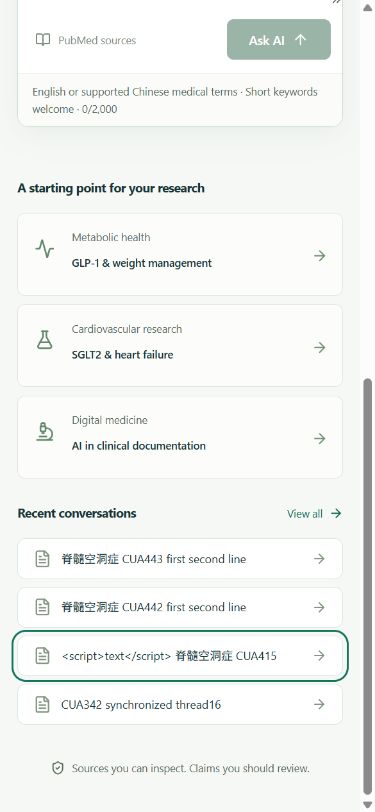 PubMed sources
Ask AI
English or supported Chinese medical terms · Short keywords
welcome · 0/2,000
A starting point for your research
Metabolic health
GLP-1 & weight management
Cardiovascular research
SGLT2 & heart failure
Digital medicine
AI in clinical documentation
Recent conversations
View all
脊髓空洞症 CUA443 first second line
脊髓空洞症 CUA442 first second line
<script>text</script> 脊髓空洞症 CUA415
CUA342 synchronized thread16
Sources you can inspect. Claims you should review.